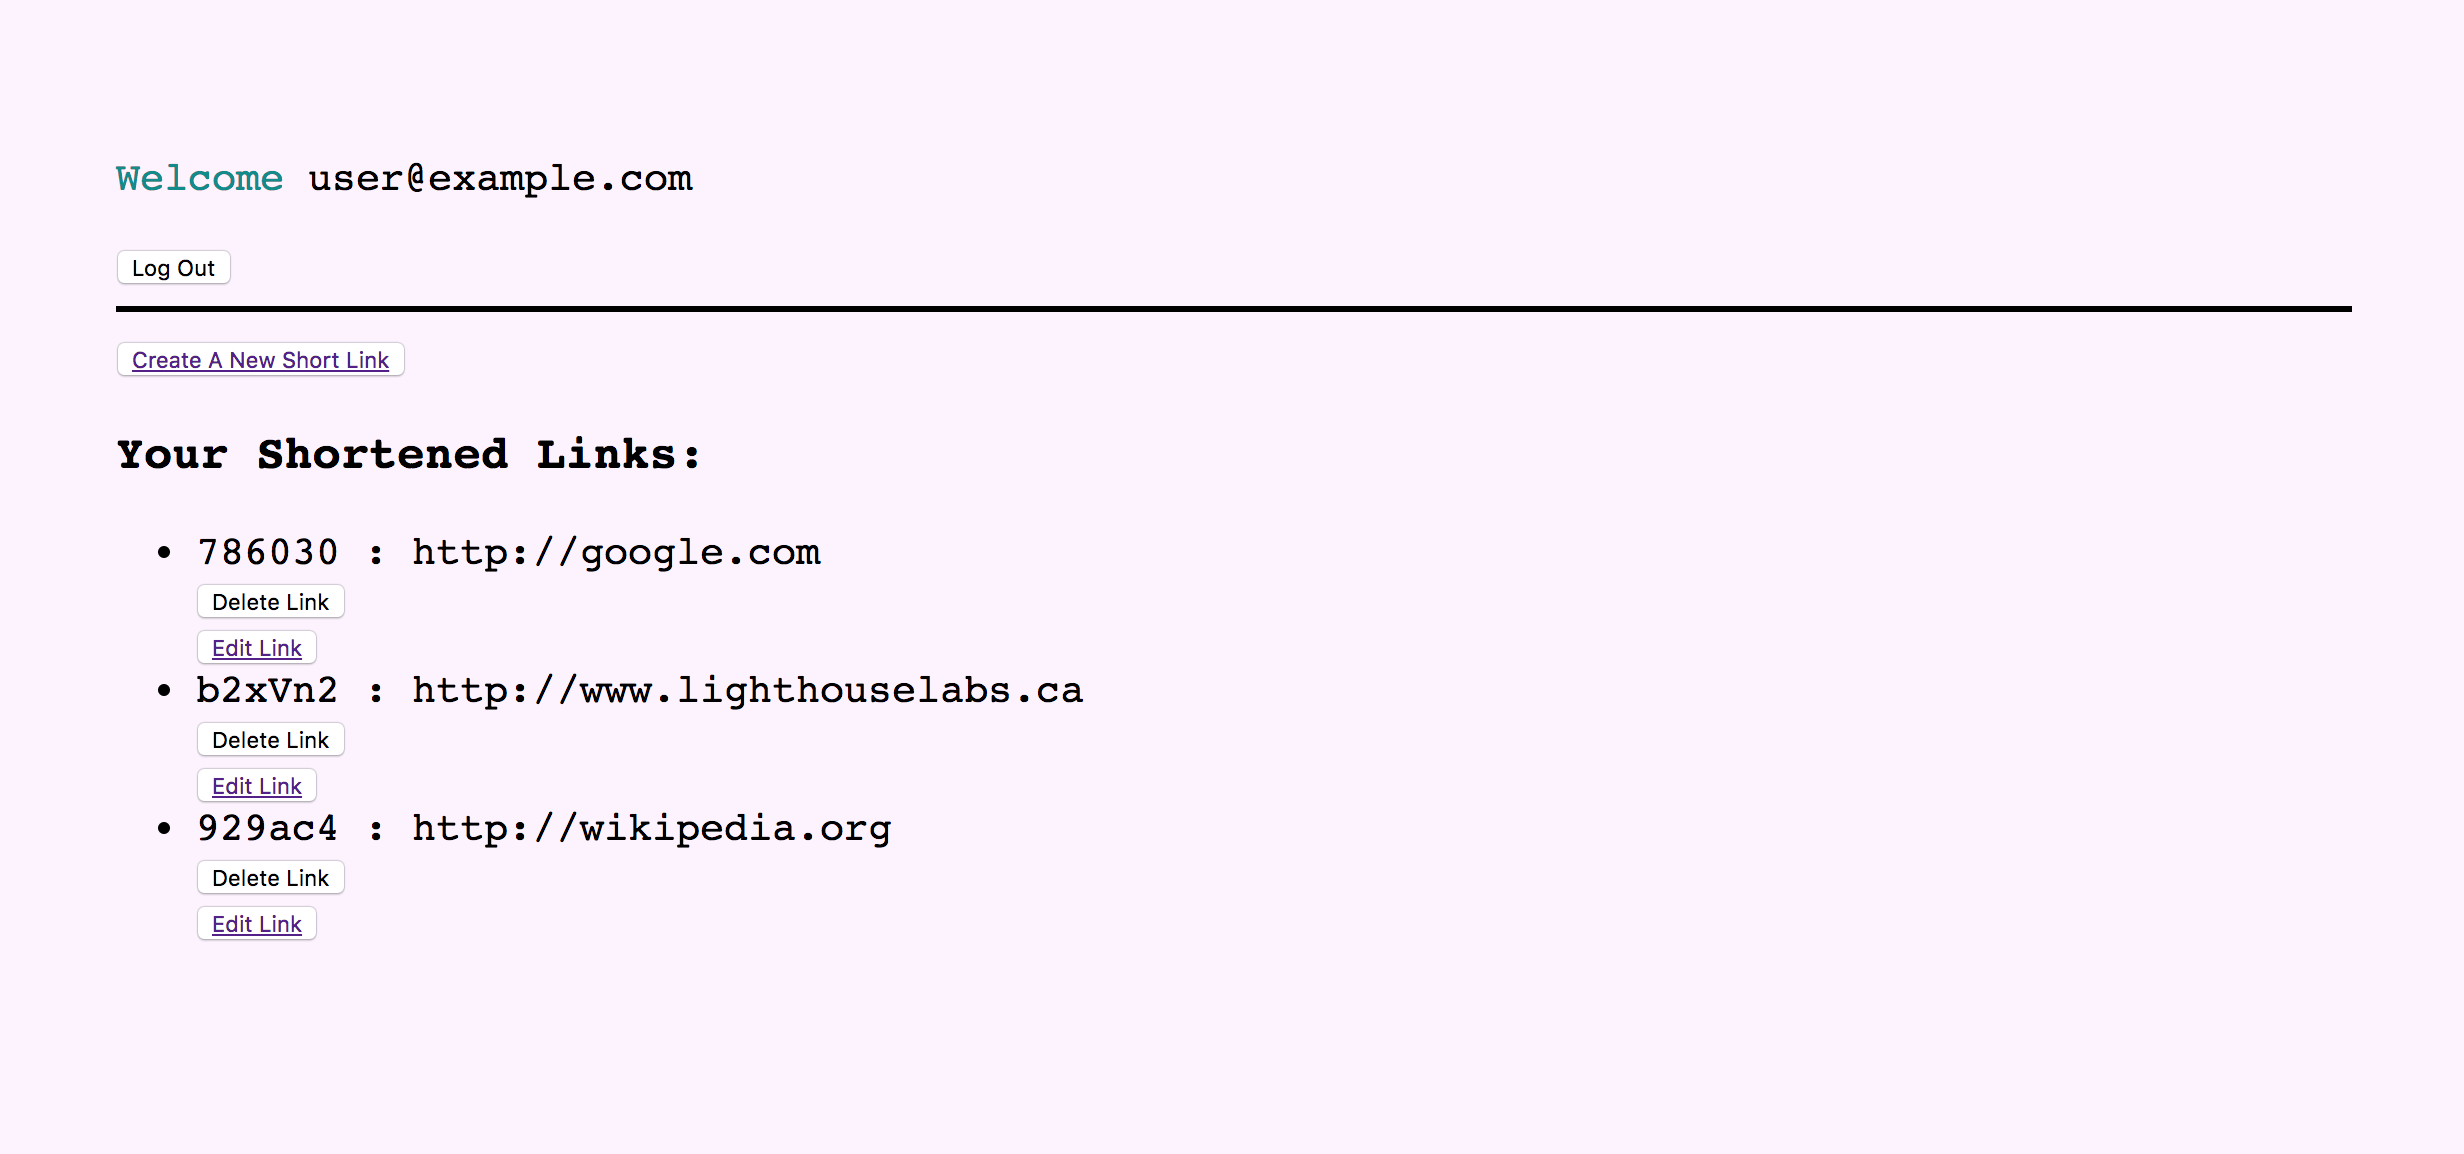 Welcome user@example.com
Log Out
Create A New Short Link
Your Shortened Links:
786030 : http://google.com
Delete Link
Edit Link
b2xVn2 : http://www.lighthouselabs.ca
Delete Link
Edit Link
929ac4 : http://wikipedia.org
Delete Link
Edit Link